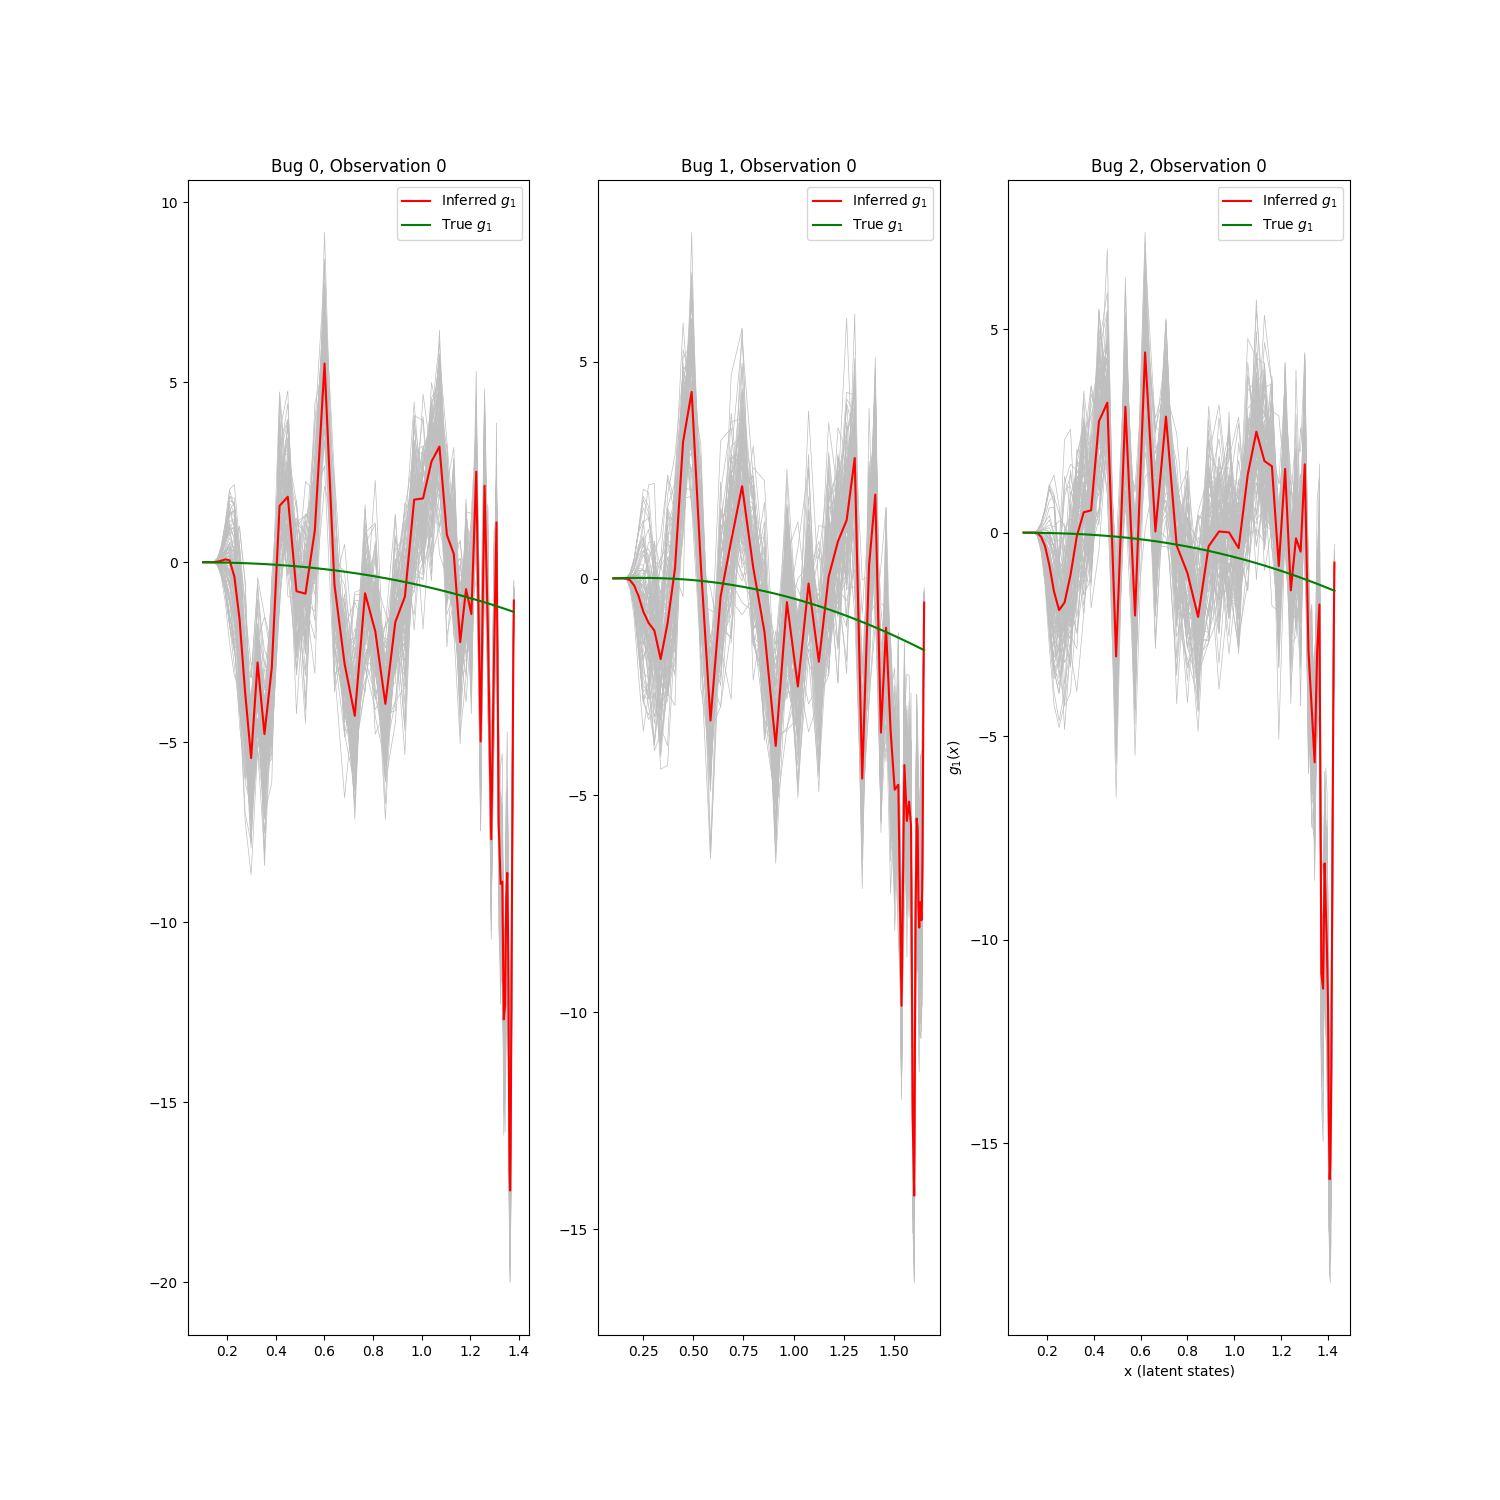 Bug 0, Observation 0
Inferred g₁
True g₁
10
5
0
−5
−10
−15
−20
0.2 0.4 0.6 0.8 1.0 1.2 1.4
Bug 1, Observation 0
Inferred g₁
True g₁
5
0
−5
−10
−15
0.25 0.50 0.75 1.00 1.25 1.50
Bug 2, Observation 0
Inferred g₁
True g₁
g₁(x)
5
0
−5
−10
−15
0.2 0.4 0.6 0.8 1.0 1.2 1.4
x (latent states)